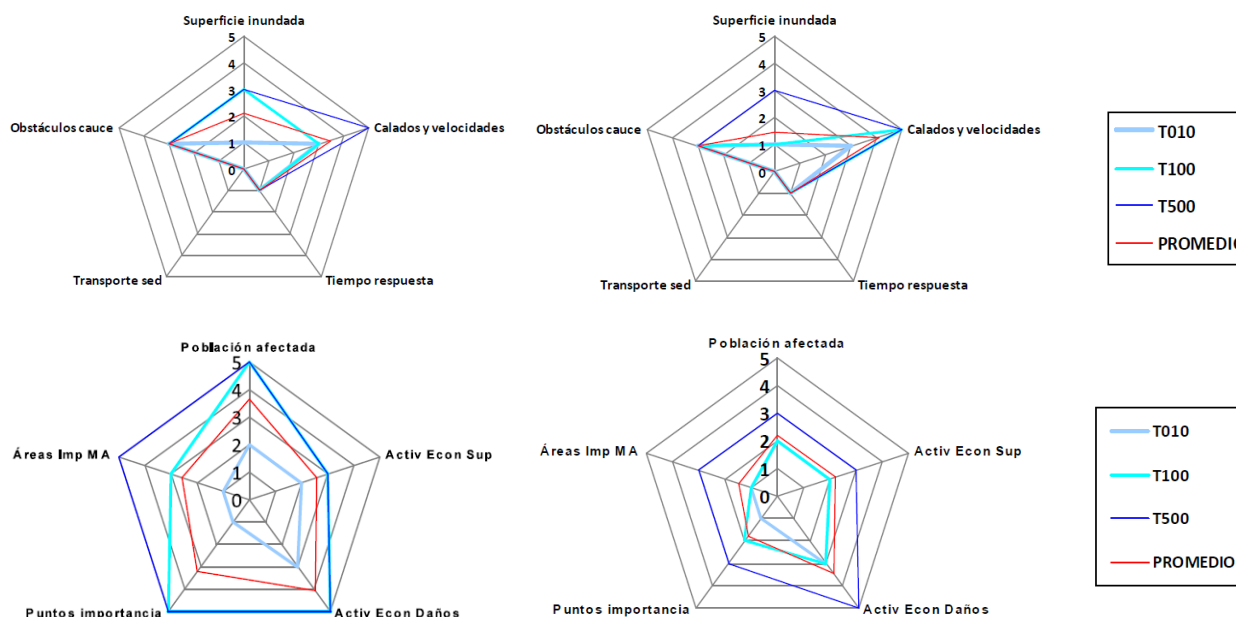 Superficie inundada
5
4
3
2
1
0
Obstáculos cauce
Calados y velocidades
Transporte sed
Tiempo respuesta
Superficie inundada
5
4
3
2
1
0
Obstáculos cauce
Calados y velocidades
Transporte sed
Tiempo respuesta
T010
T100
T500
PROMEDIO
Población afectada
5
4
3
2
1
0
Áreas Imp MA
Activ Econ Sup
Puntos importancia
Activ Econ Daños
Población afectada
5
4
3
2
1
0
Áreas Imp MA
Activ Econ Sup
Puntos importancia
Activ Econ Daños
T010
T100
T500
PROMEDIO